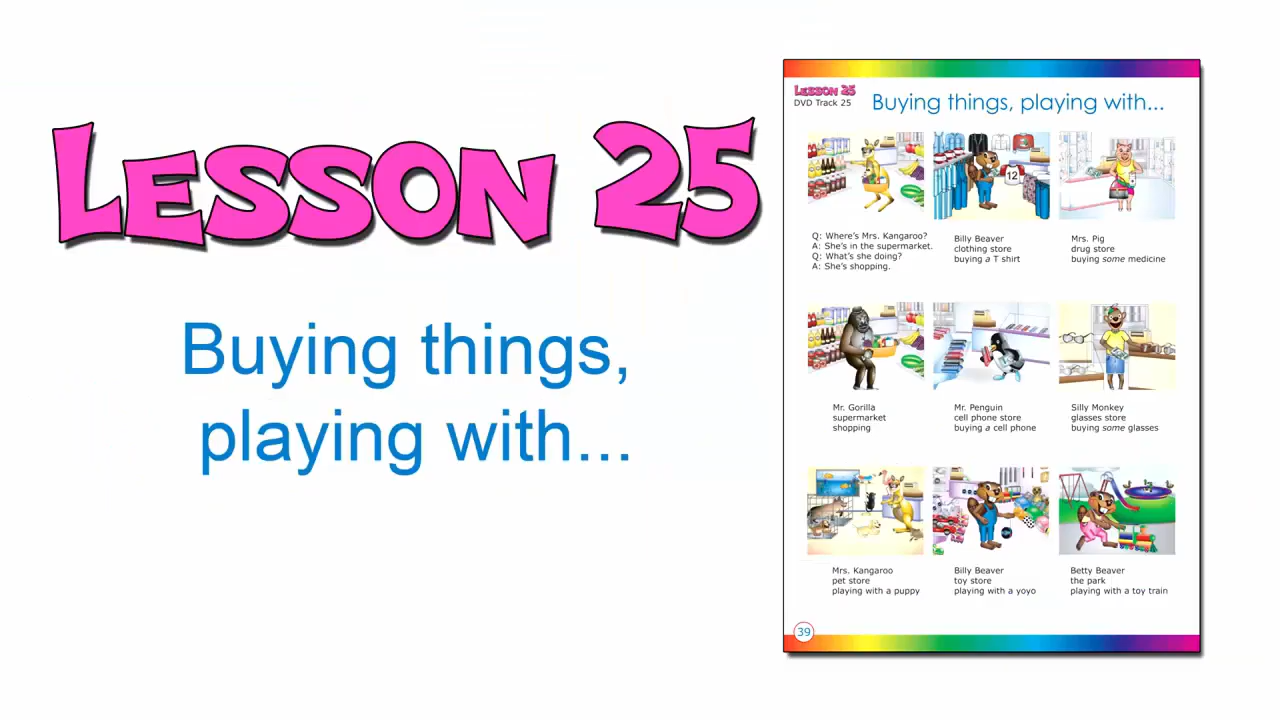 LESSON 25
Buying things,
playing with...
LESSON 25
DVD Track 25
Buying things, playing with...
12
Q: Where's Mrs. Kangaroo?
A: She's in the supermarket.
Q: What's she doing?
A: She's shopping.
Billy Beaver
clothing store
buying a T shirt
Mrs. Pig
drug store
buying some medicine
Mr. Gorilla
supermarket
shopping
Mr. Penguin
cell phone store
buying a cell phone
Silly Monkey
glasses store
buying some glasses
Mrs. Kangaroo
pet store
playing with a puppy
Billy Beaver
toy store
playing with a yoyo
Betty Beaver
the park
playing with a toy train
39